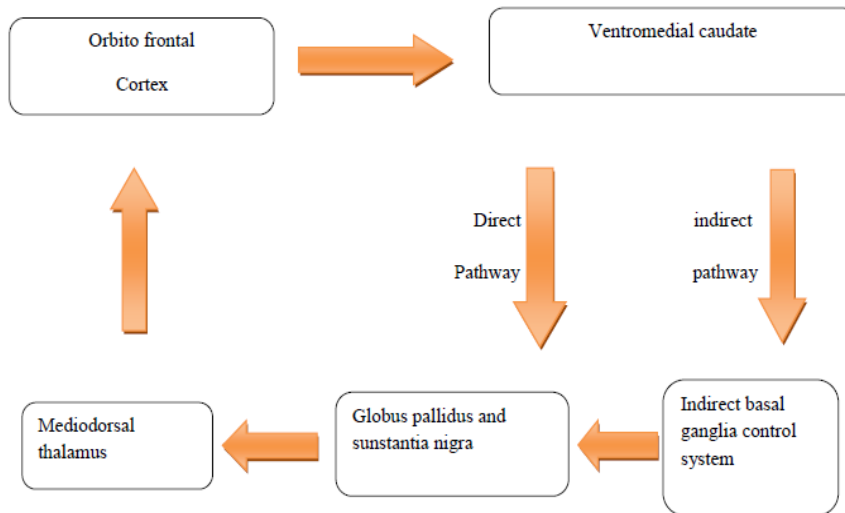 Orbito frontal
Cortex
Ventromedial caudate
Direct
Pathway
indirect
pathway
Mediodorsal
thalamus
Globus pallidus and
sunstantia nigra
Indirect basal
ganglia control
system